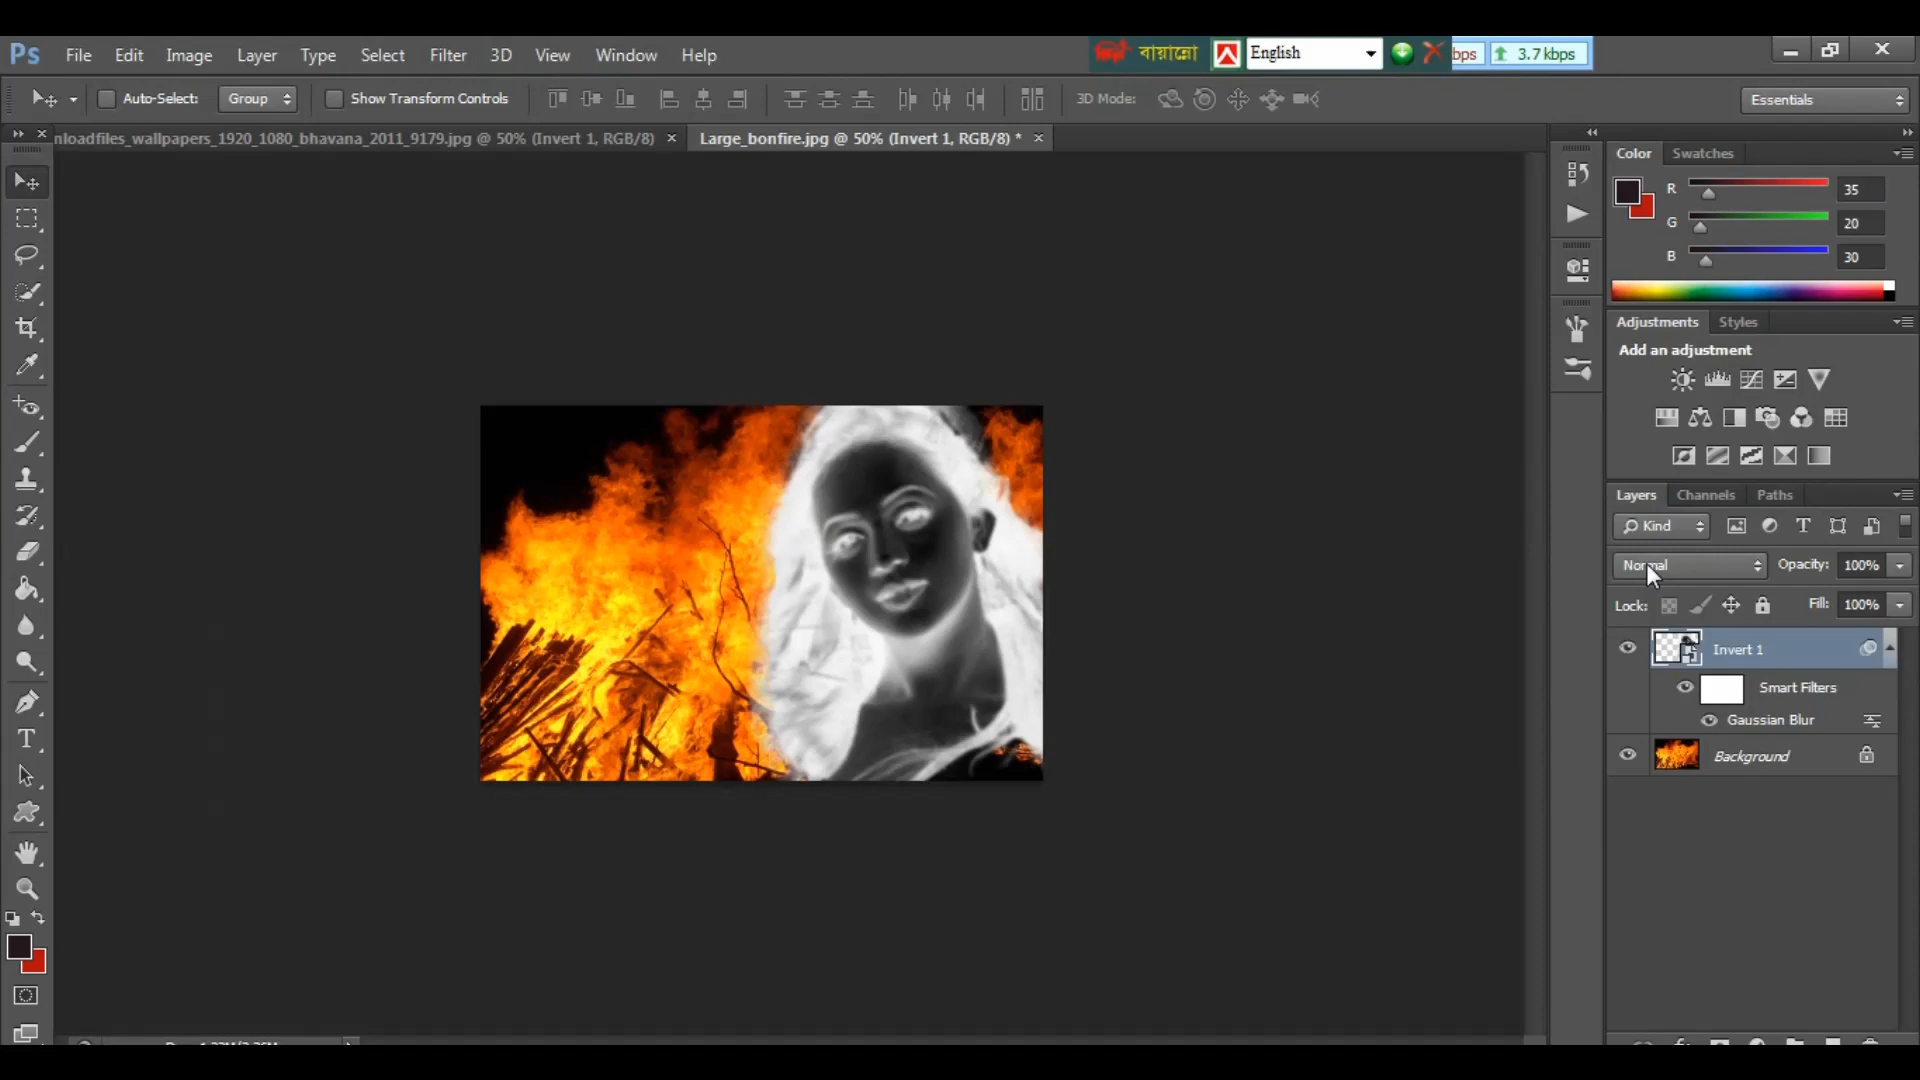 Ps File Edit Image Layer Type Select Filter 3D View Window Help
বায়ান্নো English bps 3.7 kbps
Auto-Select: Group Show Transform Controls 3D Mode: Essentials
nloadfiles_wallpapers_1920_1080_bhavana_2011_9179.jpg @ 50% (Invert 1, RGB/8) × Large_bonfire.jpg @ 50% (Invert 1, RGB/8) * ×
Color Swatches
R 35
G 20
B 30
Adjustments Styles
Add an adjustment
Layers Channels Paths
Kind
Normal Opacity: 100%
Lock: Fill: 100%
Invert 1
Smart Filters
Gaussian Blur
Background